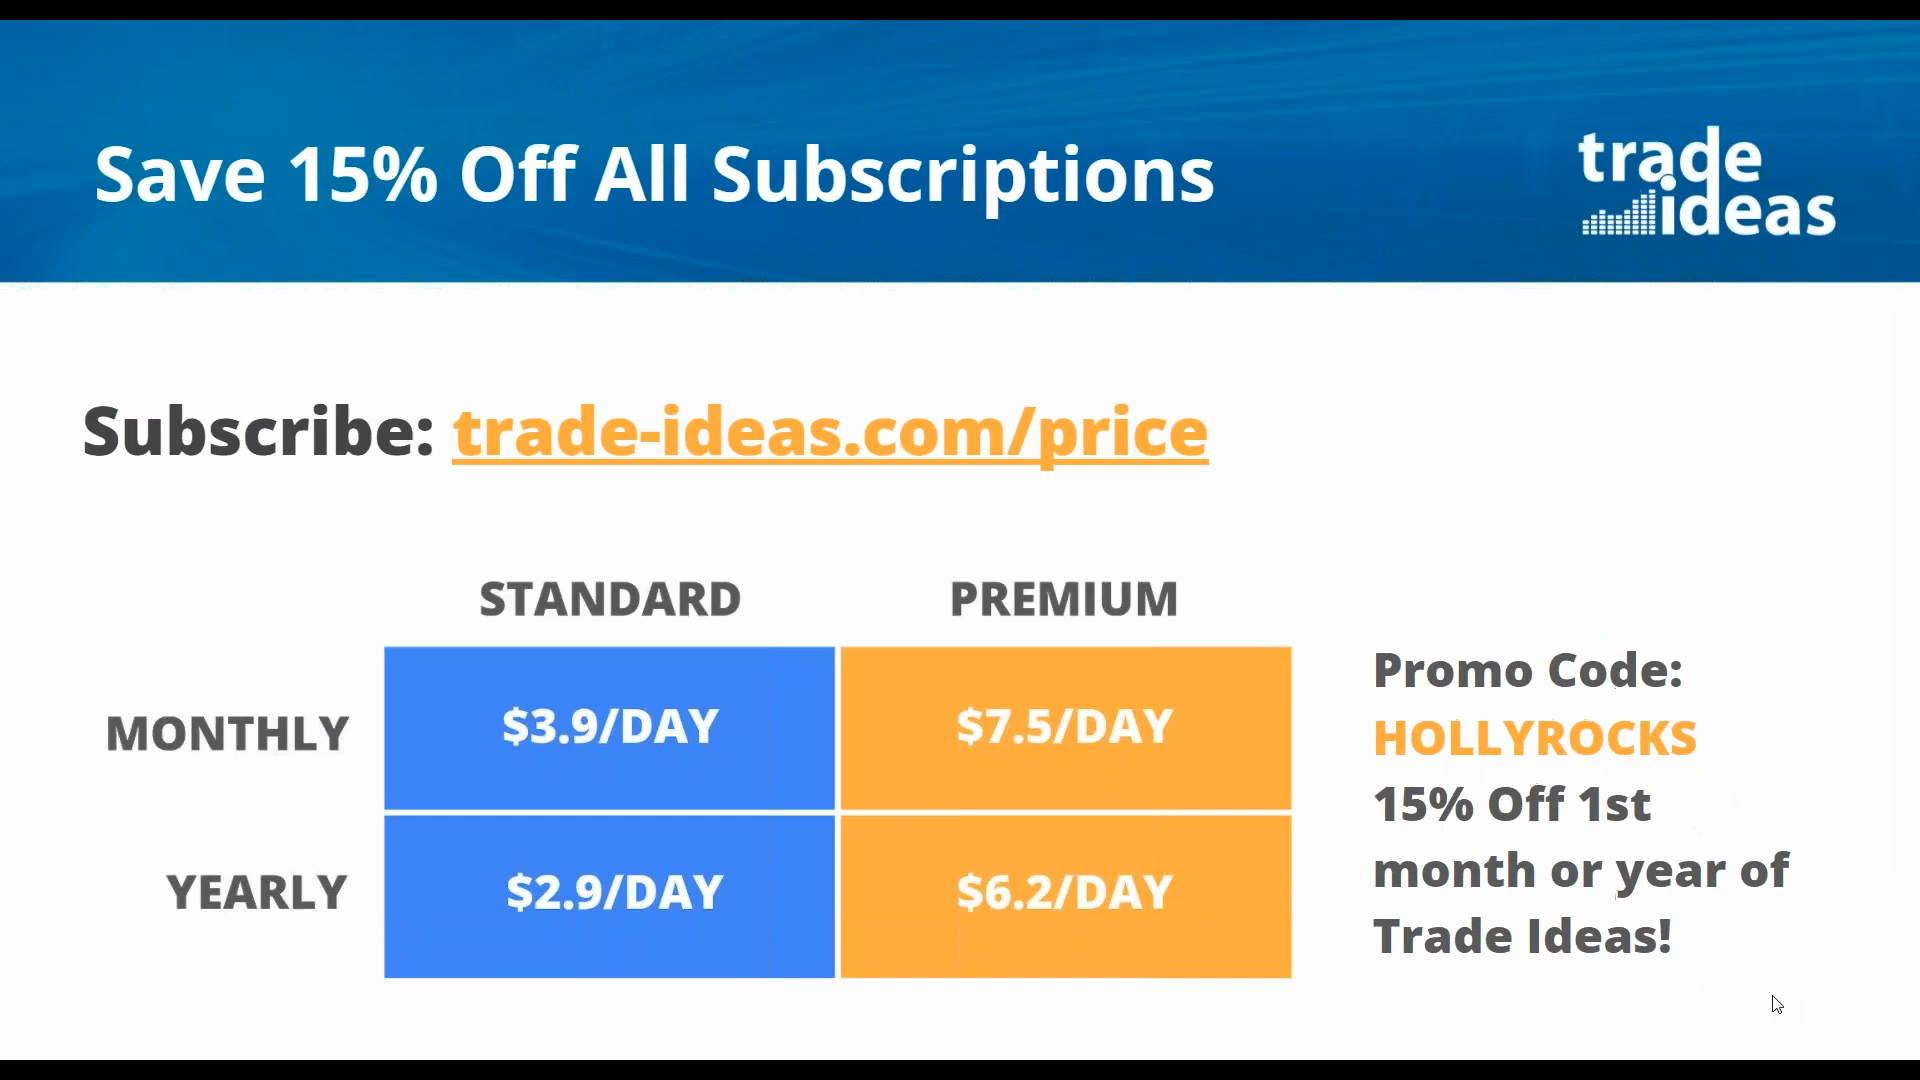 Save 15% Off All Subscriptions
trade
ideas
Subscribe: trade-ideas.com/price
STANDARD PREMIUM
MONTHLY $3.9/DAY $7.5/DAY
YEARLY $2.9/DAY $6.2/DAY
Promo Code:
HOLLYROCKS
15% Off 1st
month or year of
Trade Ideas!